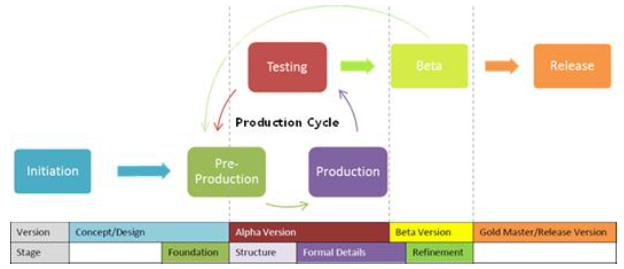 Testing
Beta
Release
Production Cycle
Initiation
Pre-
Production
Production
Version Concept/Design Alpha Version Beta Version Gold Master/Release Version
Stage Foundation Structure Formal Details Refinement